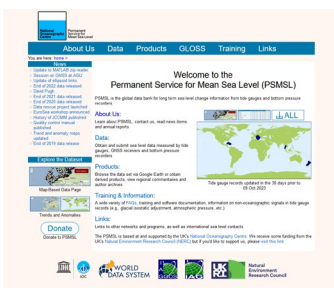 National Oceanography Centre
Permanent Service for Mean Sea Level
About Us Data Products GLOSS Training Links
You are here: home >
News
Update to MATLAB zip reader
Session on GNSS at AGU
Update of ellipsoid links
End of 2022 data released
David Pugh
End of 2021 data released
End of 2020 data released
Data rescue project launched
EuroSea workshop announced
History of JCOMM published
Quality control manual published
Trend and anomaly maps updated
End of 2019 data release
Explore the Dataset
Map-Based Data Page
Trends and Anomalies
Donate
Donate to PSMSL
Welcome to the
Permanent Service for Mean Sea Level (PSMSL)
PSMSL is the global data bank for long term sea level change information from tide gauges and bottom pressure
recorders.
About Us:
Learn about PSMSL, contact us, read news items
and annual reports.
Data:
Obtain and submit sea level data measured by tide
gauges, GNSS receivers and bottom pressure
recorders
Products:
Browse the data set via Google Earth or obtain
derived products, view regional commentaries and
author archives
ALL
Tide gauge records updated in the 30 days prior to
09 Oct 2023
Training & Information:
A wide variety of FAQs, training and software documentation, information on non-oceanographic signals in tide gauge
records (e.g., glacial isostatic adjustment, atmospheric pressure, etc.)
Links:
Links to other networks and programs, as well as international sea level contacts
The PSMSL is based at and supported by the UK's National Oceanography Centre. We receive some funding from the
UK's Natural Environment Research Council (NERC) but if you'd like to support us, please visit this link
IOC
WORLD
DATA SYSTEM
IAG
UKRI
Natural
Environment
Research Council